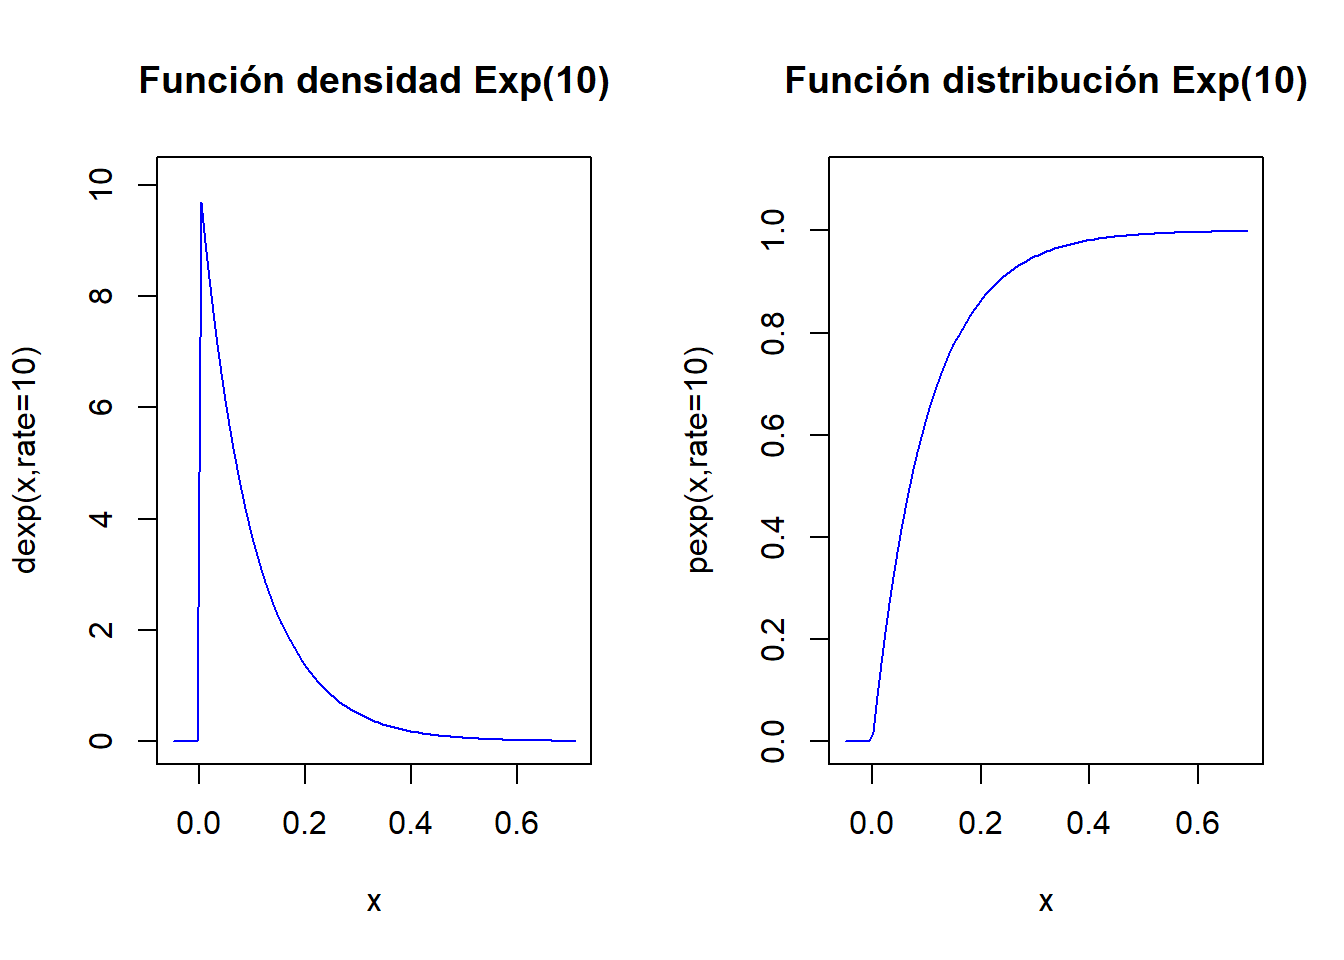 Función densidad Exp(10)
dexp(x,rate=10)
10
8
6
4
2
0
0.0 0.2 0.4 0.6
x
Función distribución Exp(10)
pexp(x,rate=10)
1.0
0.8
0.6
0.4
0.2
0.0
0.0 0.2 0.4 0.6
x